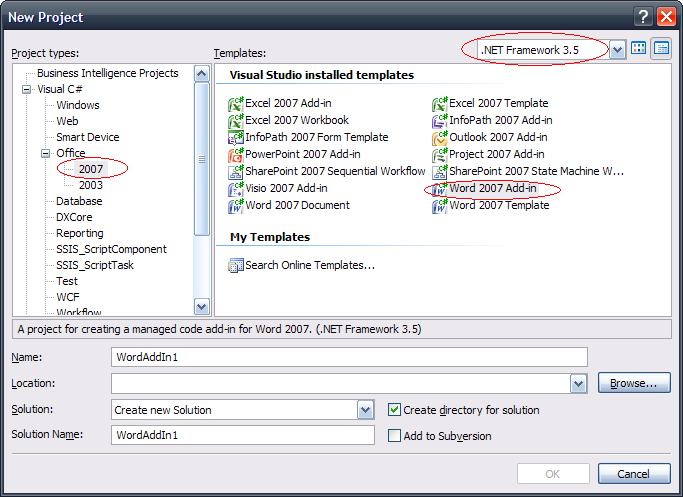 New Project
Project types:
Templates:
.NET Framework 3.5
Business Intelligence Projects
Visual C#
Windows
Web
Smart Device
Office
2007
2003
Database
DXCore
Reporting
SSIS_ScriptComponent
SSIS_ScriptTask
Test
WCF
Workflow
Visual Studio installed templates
Excel 2007 Add-in
Excel 2007 Template
Excel 2007 Workbook
InfoPath 2007 Add-in
InfoPath 2007 Form Template
Outlook 2007 Add-in
PowerPoint 2007 Add-in
Project 2007 Add-in
SharePoint 2007 Sequential Workflow
SharePoint 2007 State Machine W...
Visio 2007 Add-in
Word 2007 Add-in
Word 2007 Document
Word 2007 Template
My Templates
Search Online Templates...
A project for creating a managed code add-in for Word 2007. (.NET Framework 3.5)
Name:
WordAddIn1
Location:
Browse...
Solution:
Create new Solution
Create directory for solution
Solution Name:
WordAddIn1
Add to Subversion
OK
Cancel